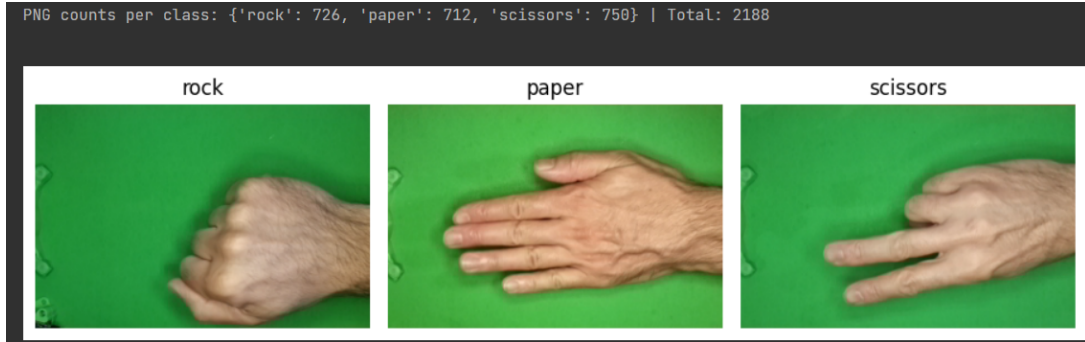 PNG counts per class: {'rock': 726, 'paper': 712, 'scissors': 750} | Total: 2188
rock
paper
scissors